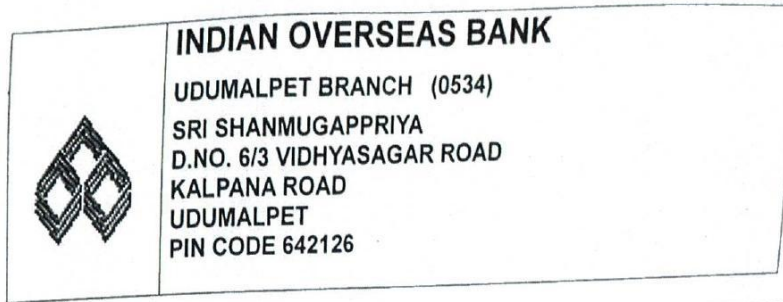 INDIAN OVERSEAS BANK
UDUMALPET BRANCH (0534)
SRI SHANMUGAPPRIYA
D.NO. 6/3 VIDHYASAGAR ROAD
KALPANA ROAD
UDUMALPET
PIN CODE 642126